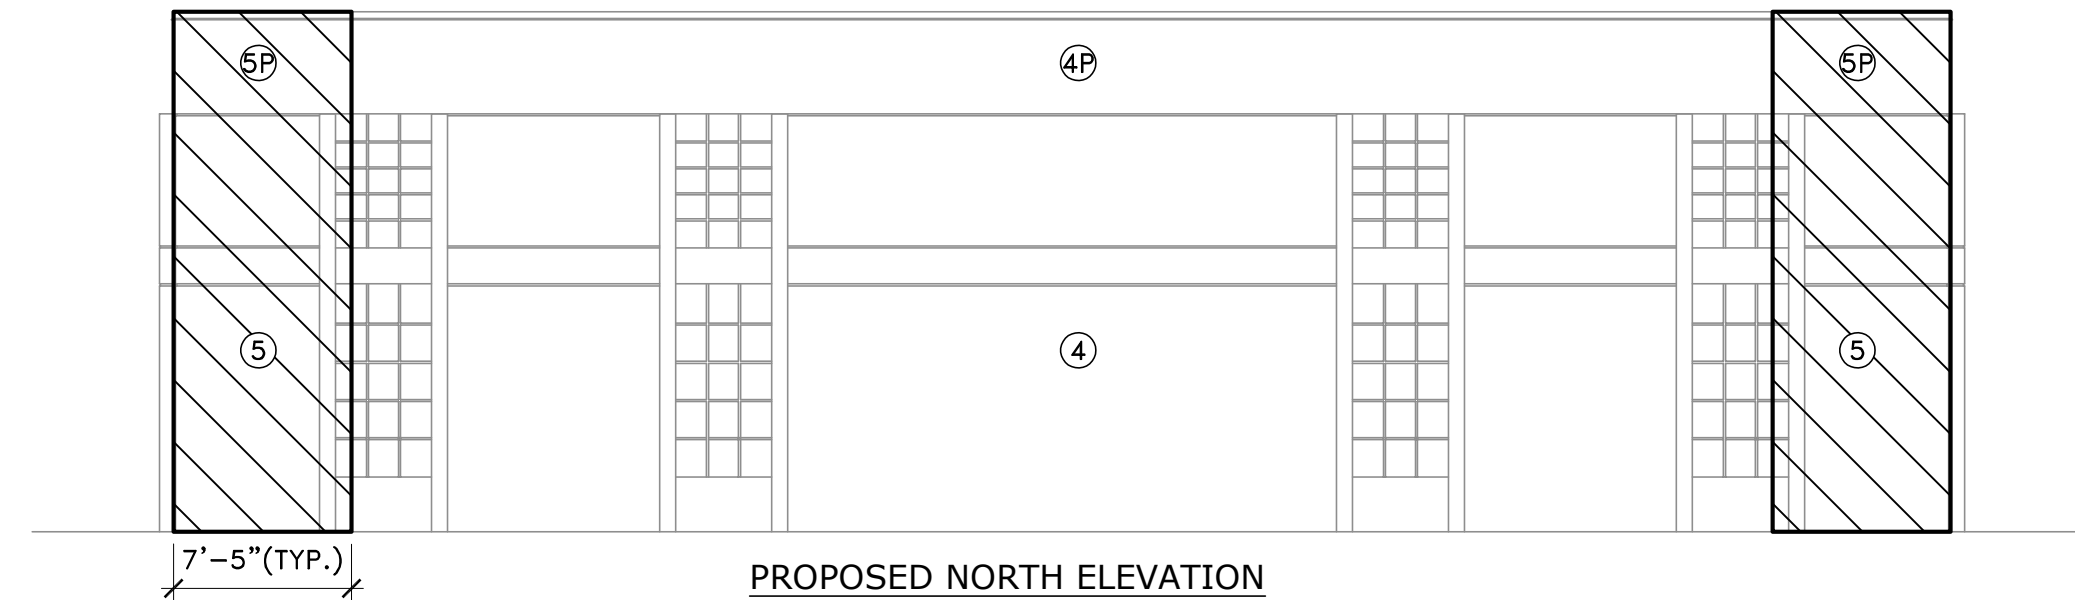 5P 4P 5P
5 4 5
7'-5"(TYP.)
PROPOSED NORTH ELEVATION